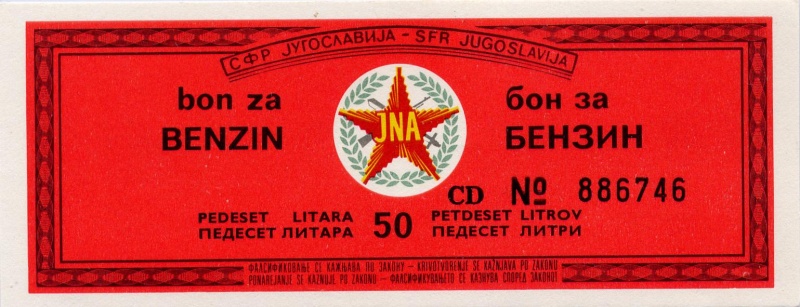 СФР ЈУГОСЛАВИЈА - SFR JUGOSLAVIJA
bon za
BENZIN
JNA
бон за
БЕНЗИН
CD № 886746
PEDESET LITARA
ПЕДЕСЕТ ЛИТАРА
50
PETDESET LITROV
ПЕДЕСЕТ ЛИТРИ
ФАЛСИФИКОВАЊЕ СЕ КАЖЊАВА ПО ЗАКОНУ - KRIVOTVORENJE SE KAŽNJAVA PO ZAKONU
PONAREJANJE SE KAZNUJE PO ZAKONU - ФАЛСИФИКУВАЊЕТО СЕ КАЗНУВА СПОРЕД ЗАКОНОТ